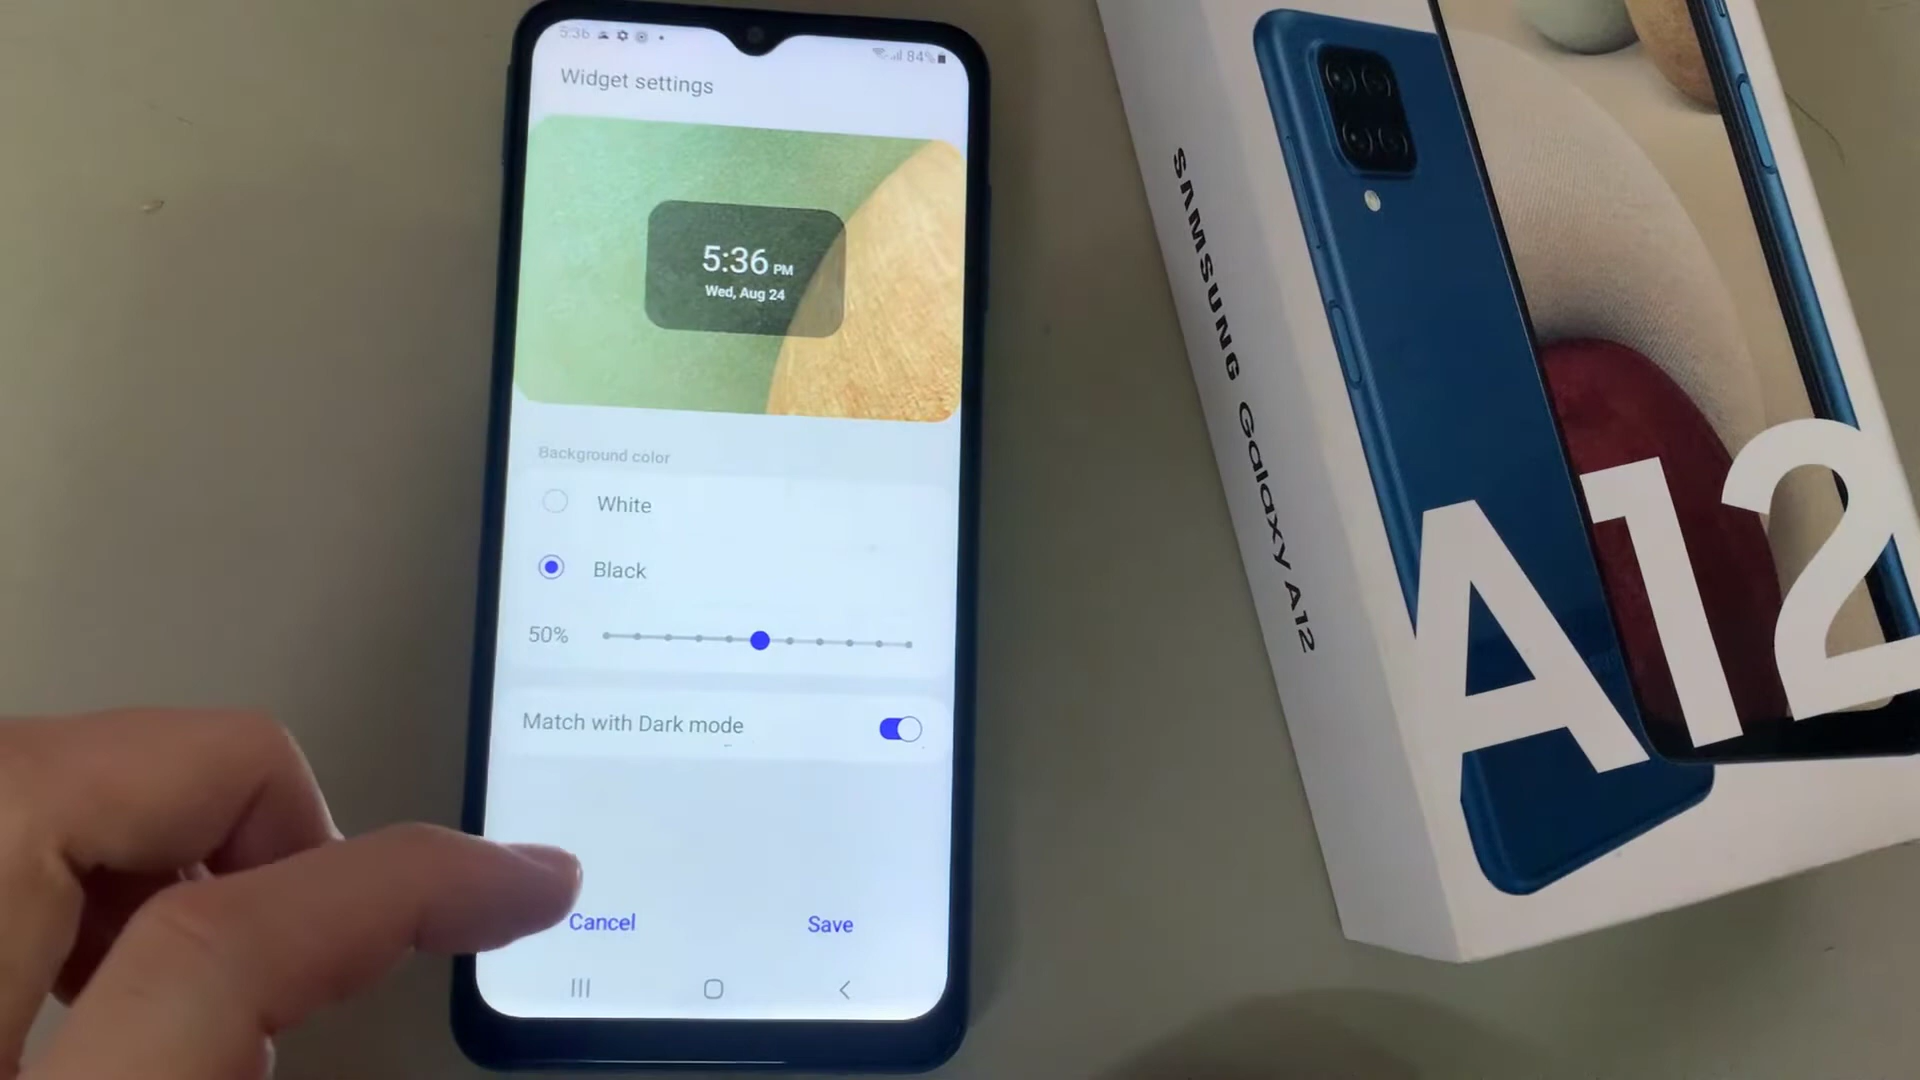 5:36
84%
Widget settings
5:36 PM
Wed, Aug 24
Background color
White
Black
50%
Match with Dark mode
Cancel
Save
SAMSUNG Galaxy A12
A12